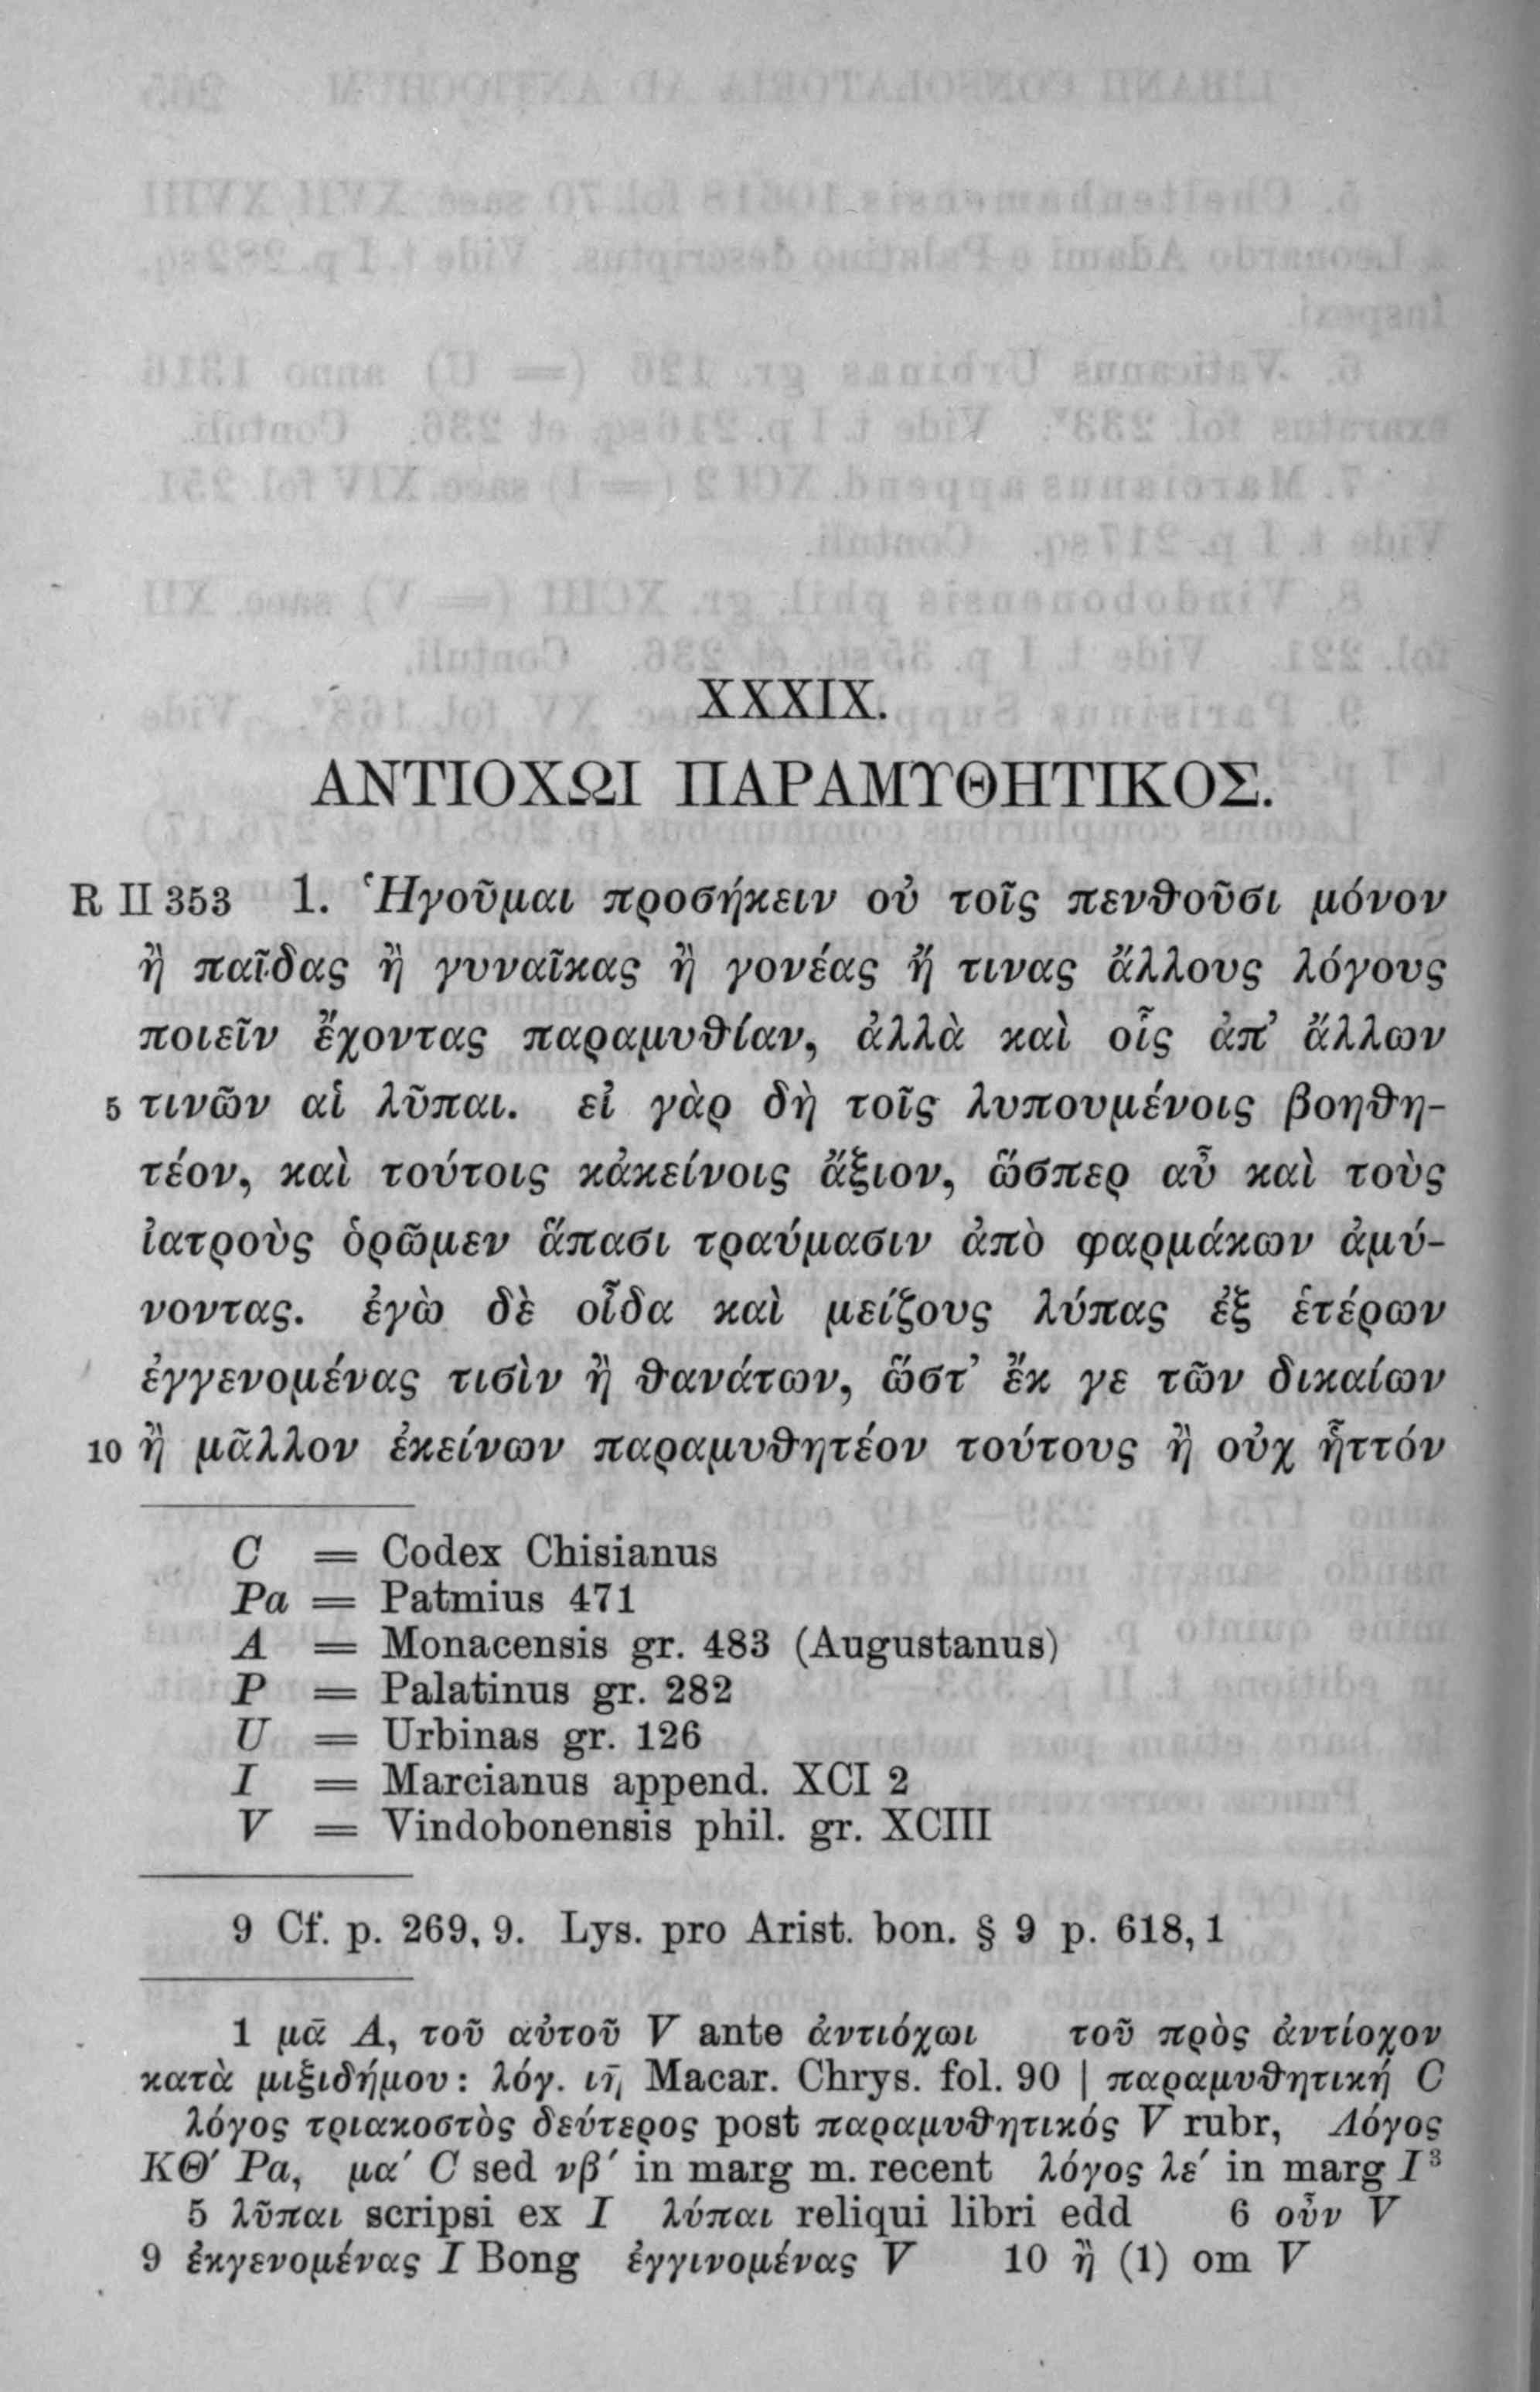 XXXIX.
ΑΝΤΙΟΧΩΙ ΠΑΡΑΜΥΘΗΤΙΚΟΣ.
R II 353 1. Ἡγοῦμαι προσήκειν οὐ τοῖς πενθοῦσι μόνον
ἢ παῖδας ἢ γυναῖκας ἢ γονέας ἤ τινας ἄλλους λόγους
ποιεῖν ἔχοντας παραμυθίαν, ἀλλὰ καὶ οἷς ἀπ’ ἄλλων
5 τινῶν αἱ λῦπαι. εἰ γὰρ δὴ τοῖς λυπουμένοις βοηθη-
τέον, καὶ τούτοις κἀκείνοις ἄξιον, ὥσπερ αὖ καὶ τοὺς
ἰατροὺς ὁρῶμεν ἅπασι τραύμασιν ἀπὸ φαρμάκων ἀμύ-
νοντας. ἐγὼ δὲ οἶδα καὶ μείζους λύπας ἐξ ἑτέρων
ἐγγενομένας τισὶν ἢ θανάτων, ὥστ’ ἔκ γε τῶν δικαίων
10 ἢ μᾶλλον ἐκείνων παραμυθητέον τούτους ἢ οὐχ ἧττόν
C = Codex Chisianus
Pa = Patmius 471
A = Monacensis gr. 483 (Augustanus)
P = Palatinus gr. 282
U = Urbinas gr. 126
I = Marcianus append. XCI 2
V = Vindobonensis phil. gr. XCIII
9 Cf. p. 269, 9. Lys. pro Arist. bon. § 9 p. 618, 1
1 μᾱ A, τοῦ αὐτοῦ V ante ἀντιόχωι τοῦ πρὸς ἀντίοχον
κατὰ μιξιδήμου: λόγ. ιη̄ Macar. Chrys. fol. 90 | παραμυθητική C
λόγος τριακοστὸς δεύτερος post παραμυθητικός V rubr, Λόγος
ΚΘ′ Pa, μα′ C sed νβ′ in marg m. recent λόγος λε′ in marg I³
5 λῦπαι scripsi ex I λύπαι reliqui libri edd 6 οὖν V
9 ἐκγενομένας I Bong ἐγγινομένας V 10 ἢ (1) om V